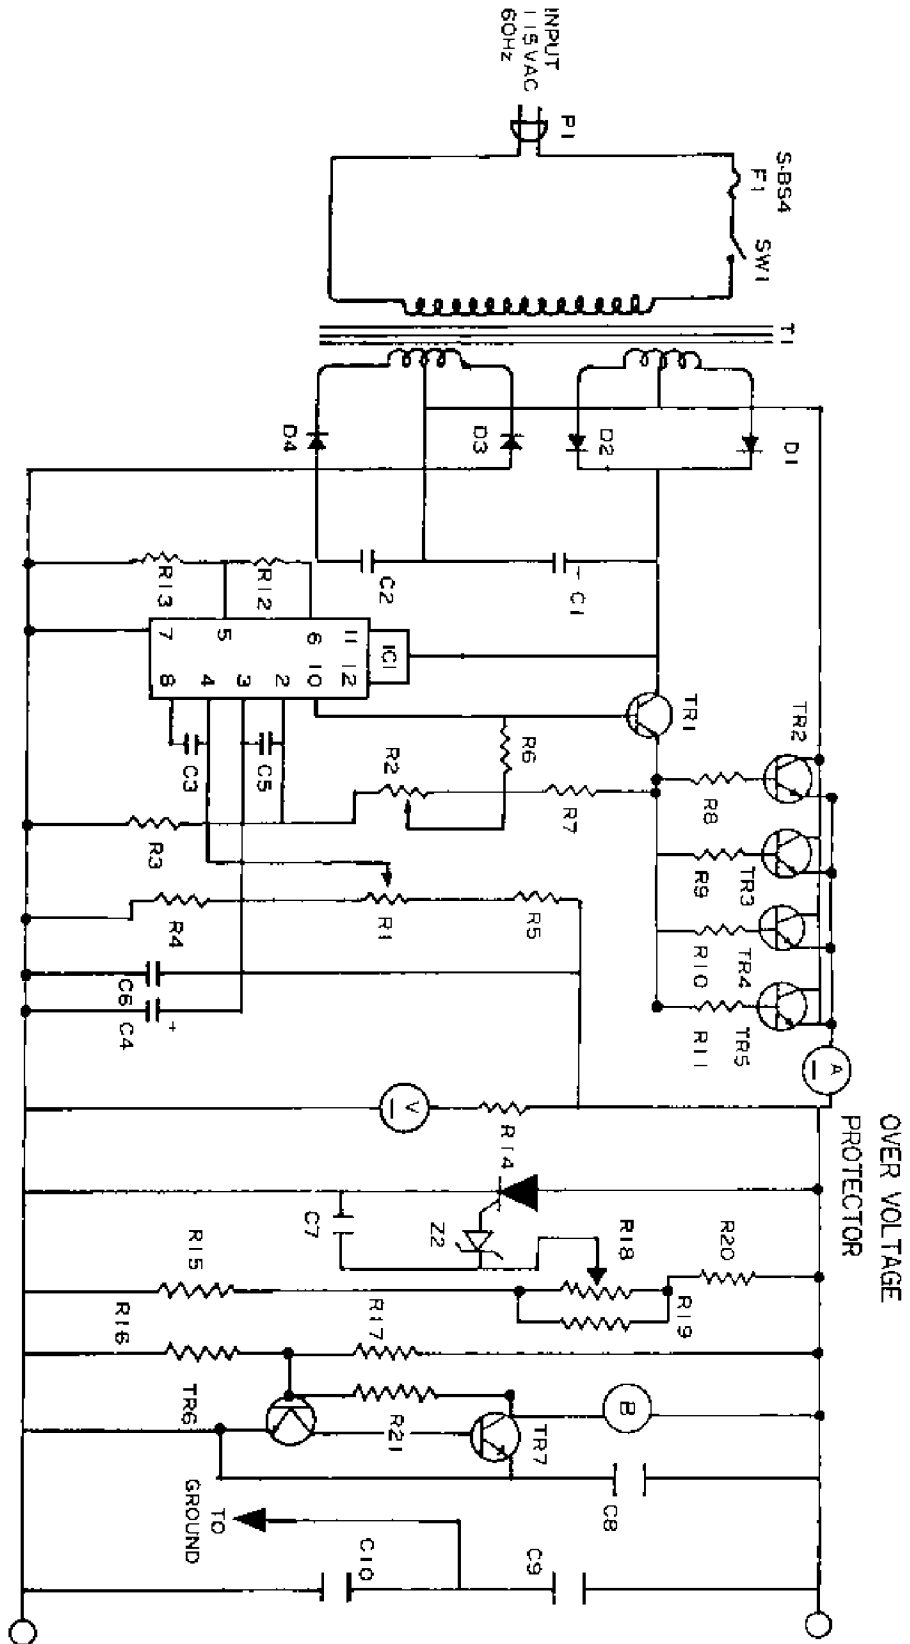 INPUT
115 VAC
60Hz
P1
S-BS4
F1
SW1
T1
D1
D2
D3
D4
C1
C2
R12
R13
IC1
11 12
6 10
5 2
3
4
7 8
TR1
TR2
TR3
TR4
TR5
R6
R2
R7
R8
R9
R10
R11
C3
C5
R3
R1
R5
R4
C6
C4
+
A
V
OVER VOLTAGE
PROTECTOR
R14
C7
Z2
R18
R20
R19
R15
R16
R17
R21
TR6
TR7
B
C8
C9
C10
TO
GROUND